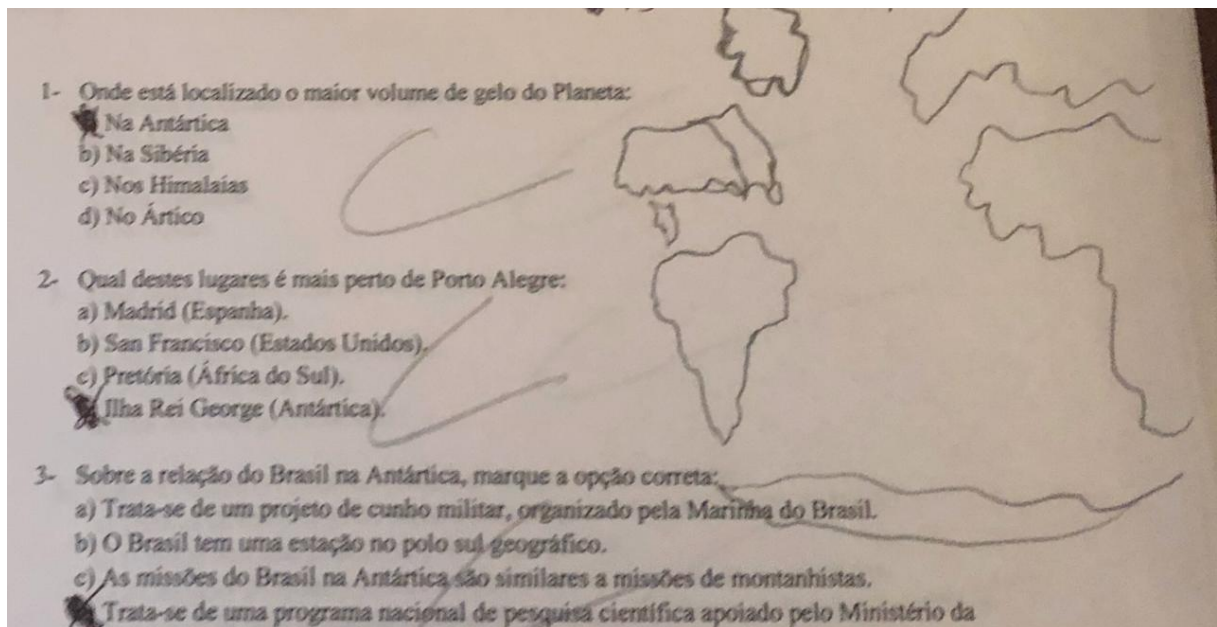 1- Onde está localizado o maior volume de gelo do Planeta:
Na Antártica
b) Na Sibéria
c) Nos Himalaias
d) No Ártico
2- Qual destes lugares é mais perto de Porto Alegre:
a) Madrid (Espanha).
b) San Francisco (Estados Unidos).
c) Pretória (África do Sul).
Ilha Rei George (Antártica).
3- Sobre a relação do Brasil na Antártica, marque a opção correta:
a) Trata-se de um projeto de cunho militar, organizado pela Marinha do Brasil.
b) O Brasil tem uma estação no polo sul geográfico.
c) As missões do Brasil na Antártica são similares a missões de montanhistas.
Trata-se de uma programa nacional de pesquisa científica apoiado pelo Ministério da